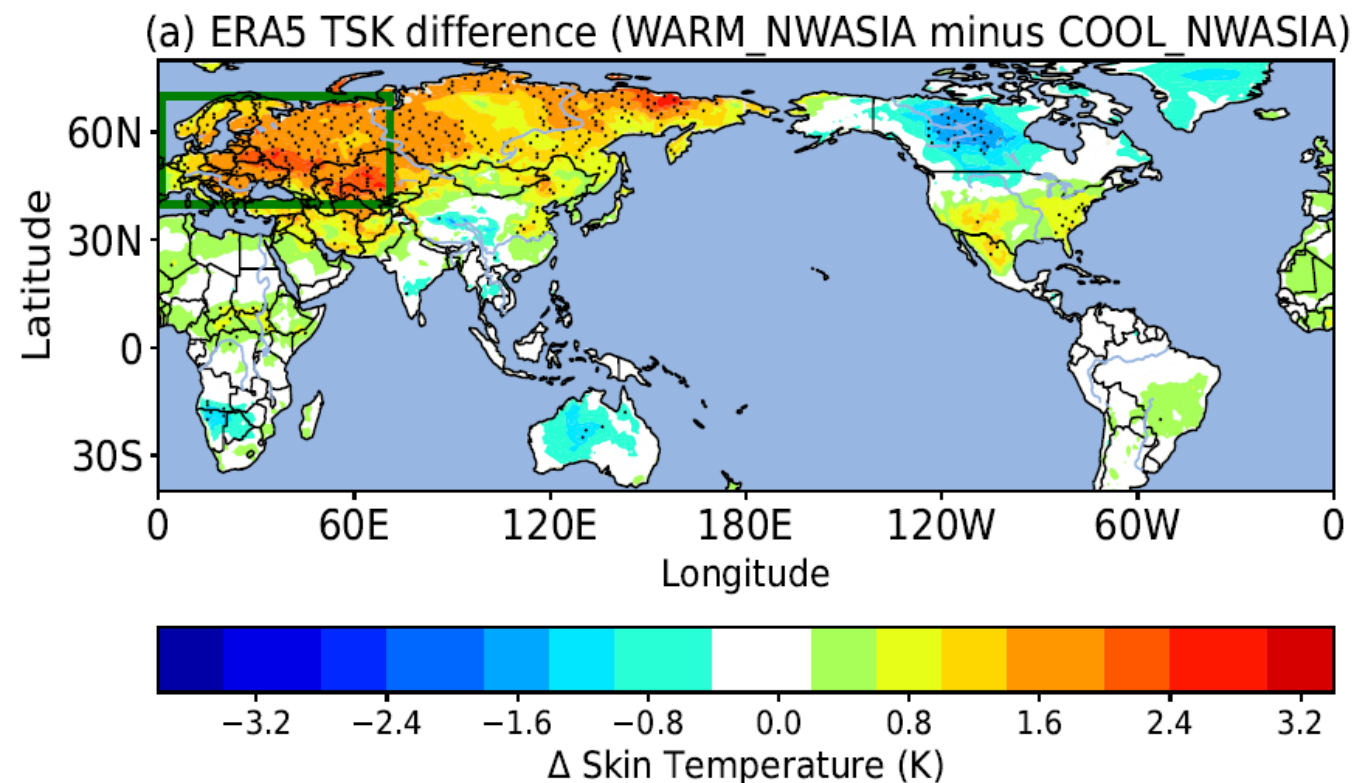 (a) ERA5 TSK difference (WARM_NWASIA minus COOL_NWASIA)
Latitude
60N
30N
0
30S
0 60E 120E 180E 120W 60W 0
Longitude
−3.2 −2.4 −1.6 −0.8 0.0 0.8 1.6 2.4 3.2
Δ Skin Temperature (K)